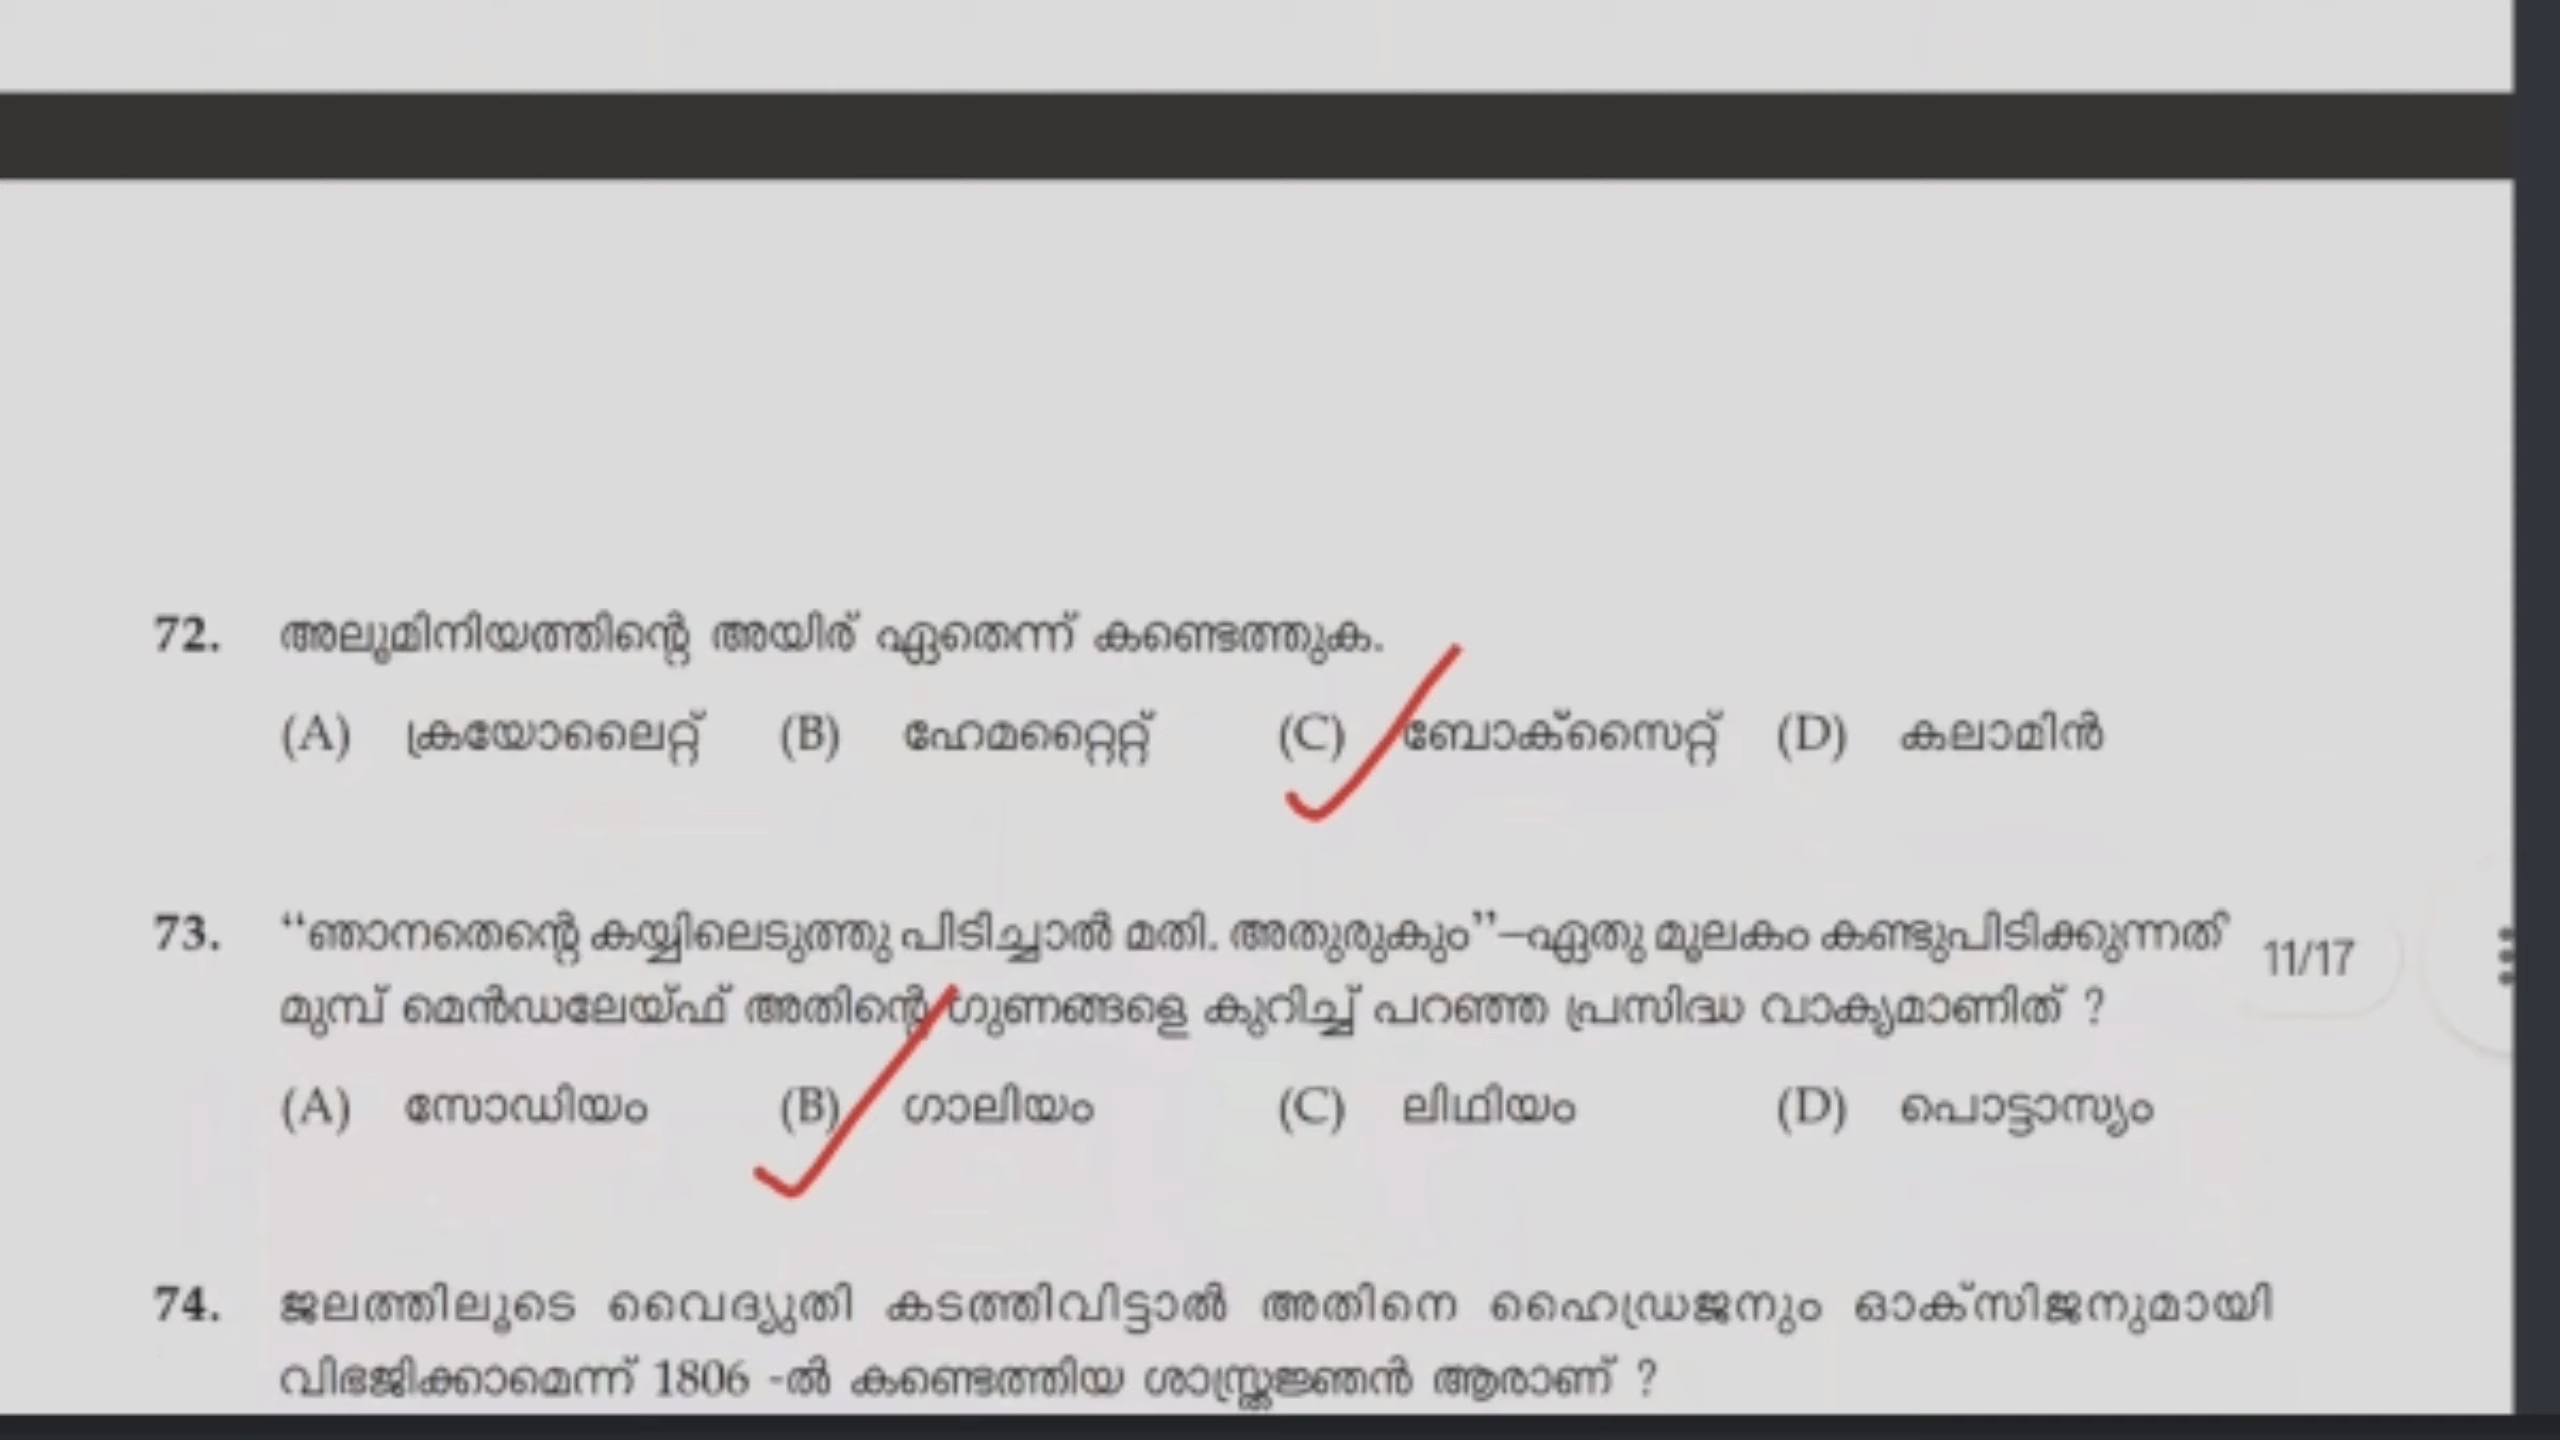 72. അലൂമിനിയത്തിന്റെ അയിര് ഏതെന്ന് കണ്ടെത്തുക.
(A) ക്രയോലൈറ്റ് (B) ഹേമറ്റൈറ്റ് (C) ബോക്സൈറ്റ് (D) കലാമിൻ
73. “ഞാനതെന്റെ കയ്യിലെടുത്തു പിടിച്ചാൽ മതി. അതുരുകും”–ഏതു മൂലകം കണ്ടുപിടിക്കുന്നത്
11/17
മുമ്പ് മെൻഡലേയ്ഫ് അതിന്റെ ഗുണങ്ങളെ കുറിച്ച് പറഞ്ഞ പ്രസിദ്ധ വാക്യമാണിത് ?
(A) സോഡിയം (B) ഗാലിയം (C) ലിഥിയം (D) പൊട്ടാസ്യം
74. ജലത്തിലൂടെ വൈദ്യുതി കടത്തിവിട്ടാൽ അതിനെ ഹൈഡ്രജനും ഓക്സിജനുമായി
വിഭജിക്കാമെന്ന് 1806 -ൽ കണ്ടെത്തിയ ശാസ്ത്രജ്ഞൻ ആരാണ് ?